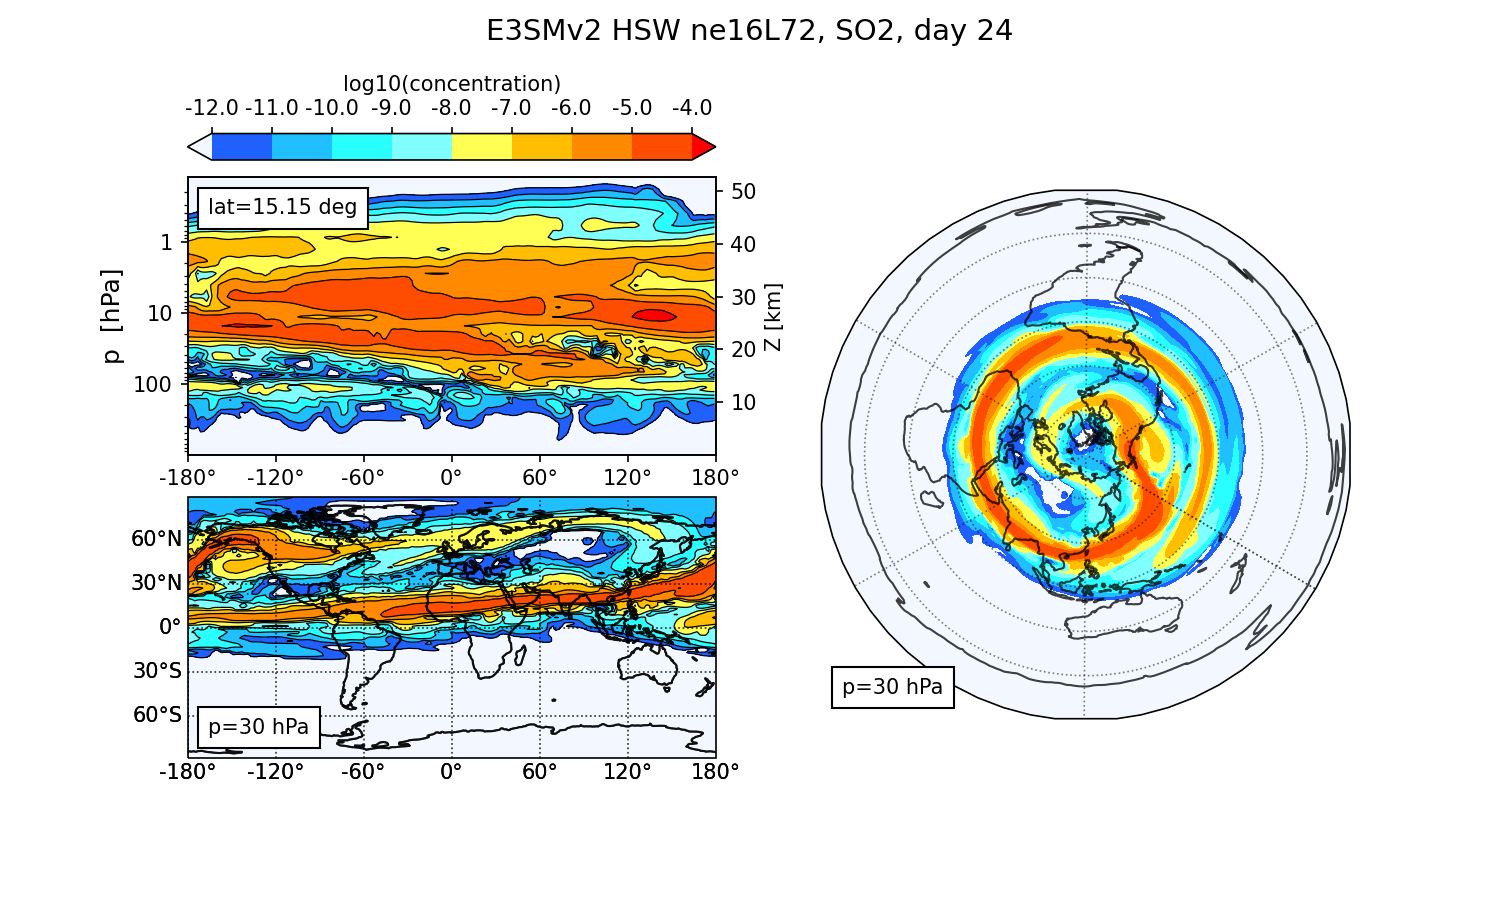 E3SMv2 HSW ne16L72, SO2, day 24
log10(concentration)
-12.0 -11.0 -10.0 -9.0 -8.0 -7.0 -6.0 -5.0 -4.0
lat=15.15 deg
p [hPa]
1
10
100
Z [km]
50
40
30
20
10
-180° -120° -60° 0° 60° 120° 180°
60°N
30°N
0°
30°S
60°S
p=30 hPa
-180° -120° -60° 0° 60° 120° 180°
p=30 hPa